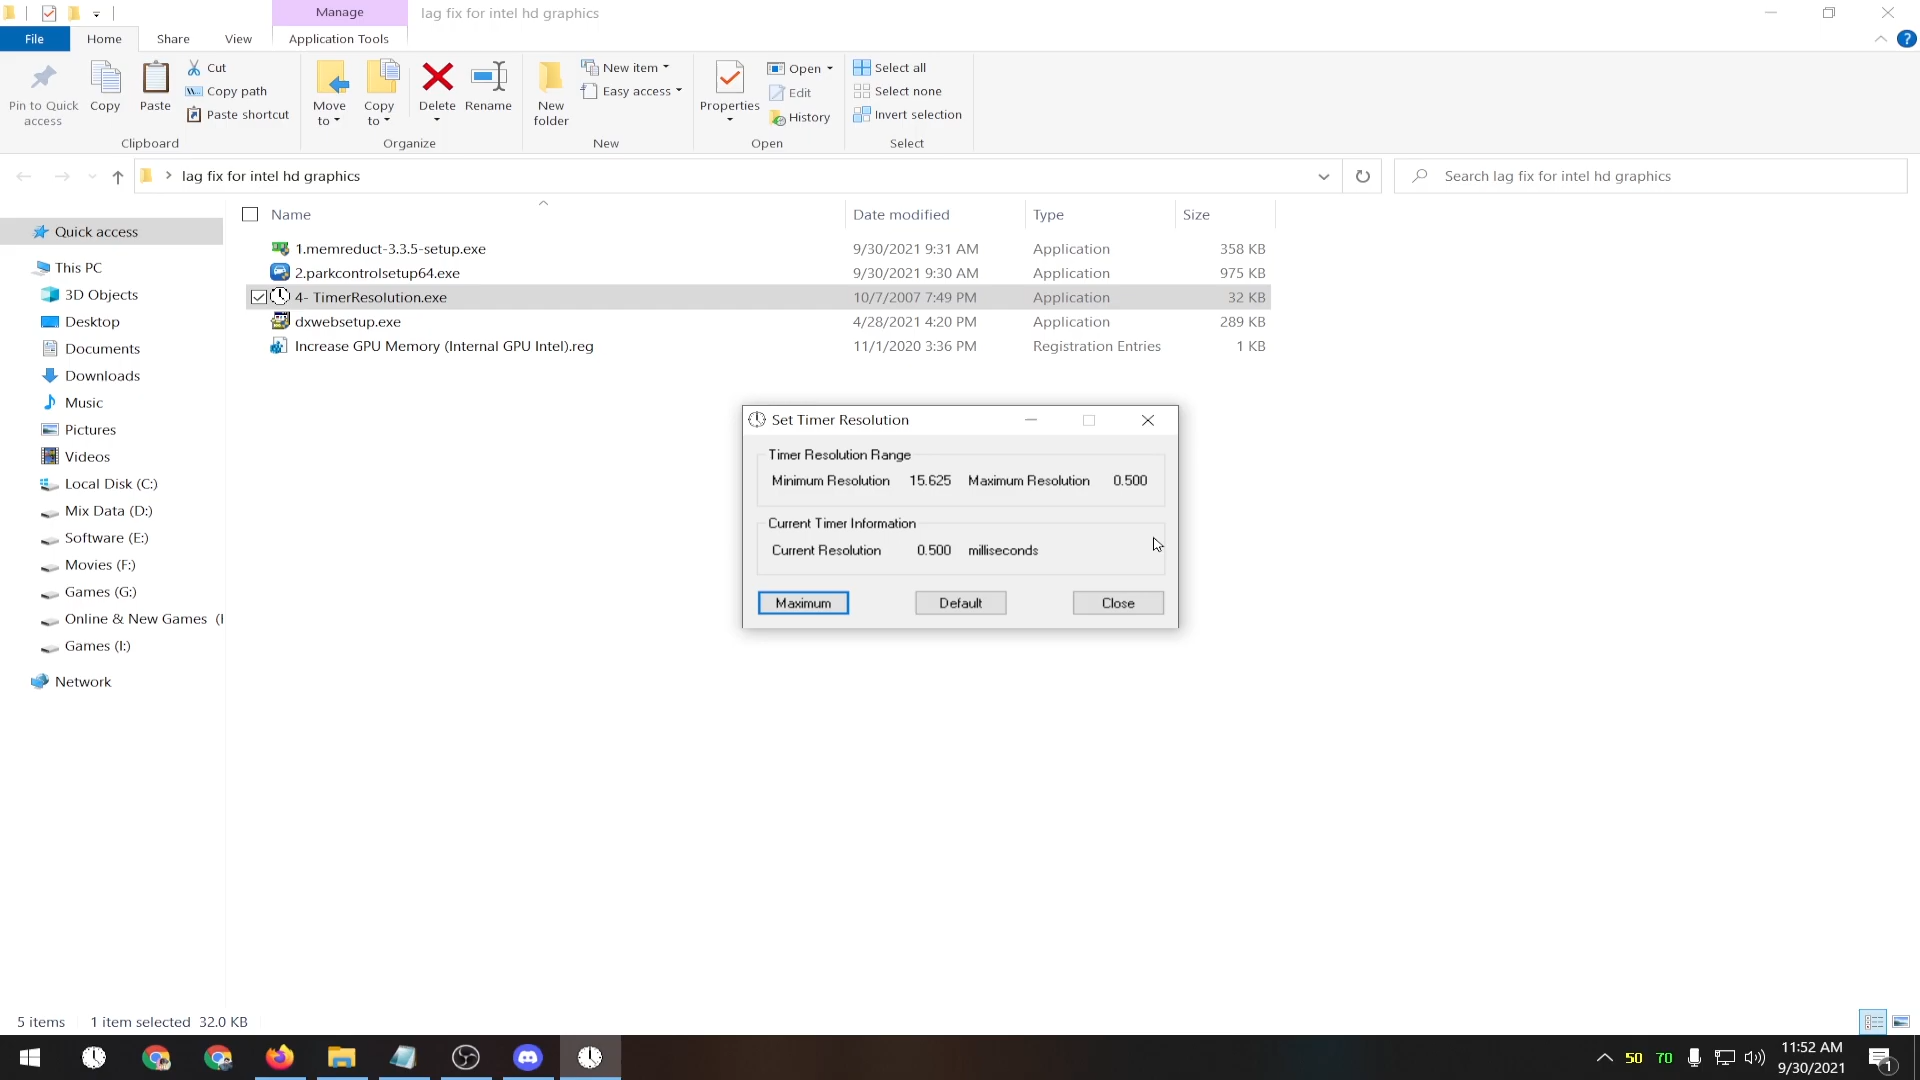 Manage
lag fix for intel hd graphics
File
Home
Share
View
Application Tools
Pin to Quick access
Copy
Paste
Cut
Copy path
Paste shortcut
Clipboard
Move to
Copy to
Delete
Rename
Organize
New folder
New item
Easy access
New
Properties
Open
Edit
History
Open
Select all
Select none
Invert selection
Select
lag fix for intel hd graphics
Search lag fix for intel hd graphics
Name Date modified Type Size
1.memreduct-3.3.5-setup.exe 9/30/2021 9:31 AM Application 358 KB
2.parkcontrolsetup64.exe 9/30/2021 9:30 AM Application 975 KB
4- TimerResolution.exe 10/7/2007 7:49 PM Application 32 KB
dxwebsetup.exe 4/28/2021 4:20 PM Application 289 KB
Increase GPU Memory (Internal GPU Intel).reg 11/1/2020 3:36 PM Registration Entries 1 KB
Quick access
This PC
3D Objects
Desktop
Documents
Downloads
Music
Pictures
Videos
Local Disk (C:)
Mix Data (D:)
Software (E:)
Movies (F:)
Games (G:)
Online & New Games
Games (I:)
Network
Set Timer Resolution
Timer Resolution Range
Minimum Resolution 15.625 Maximum Resolution 0.500
Current Timer Information
Current Resolution 0.500 milliseconds
Maximum Default Close
5 items 1 item selected 32.0 KB
50 70
11:52 AM
9/30/2021
1